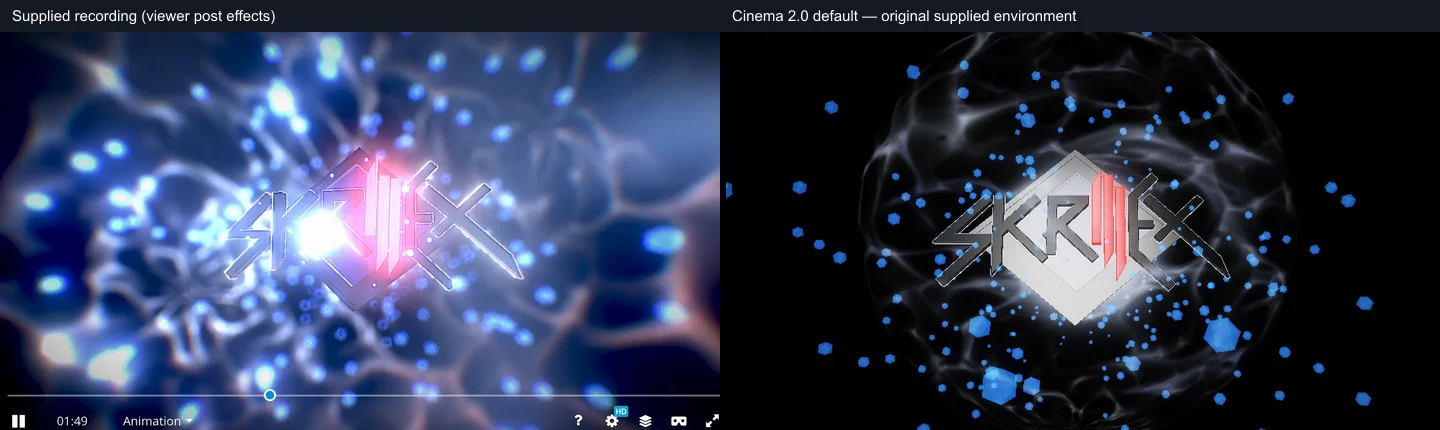 Supplied recording (viewer post effects)
Cinema 2.0 default — original supplied environment
SKRILLEX
SKRILLEX
01:49
Animation
?
HD